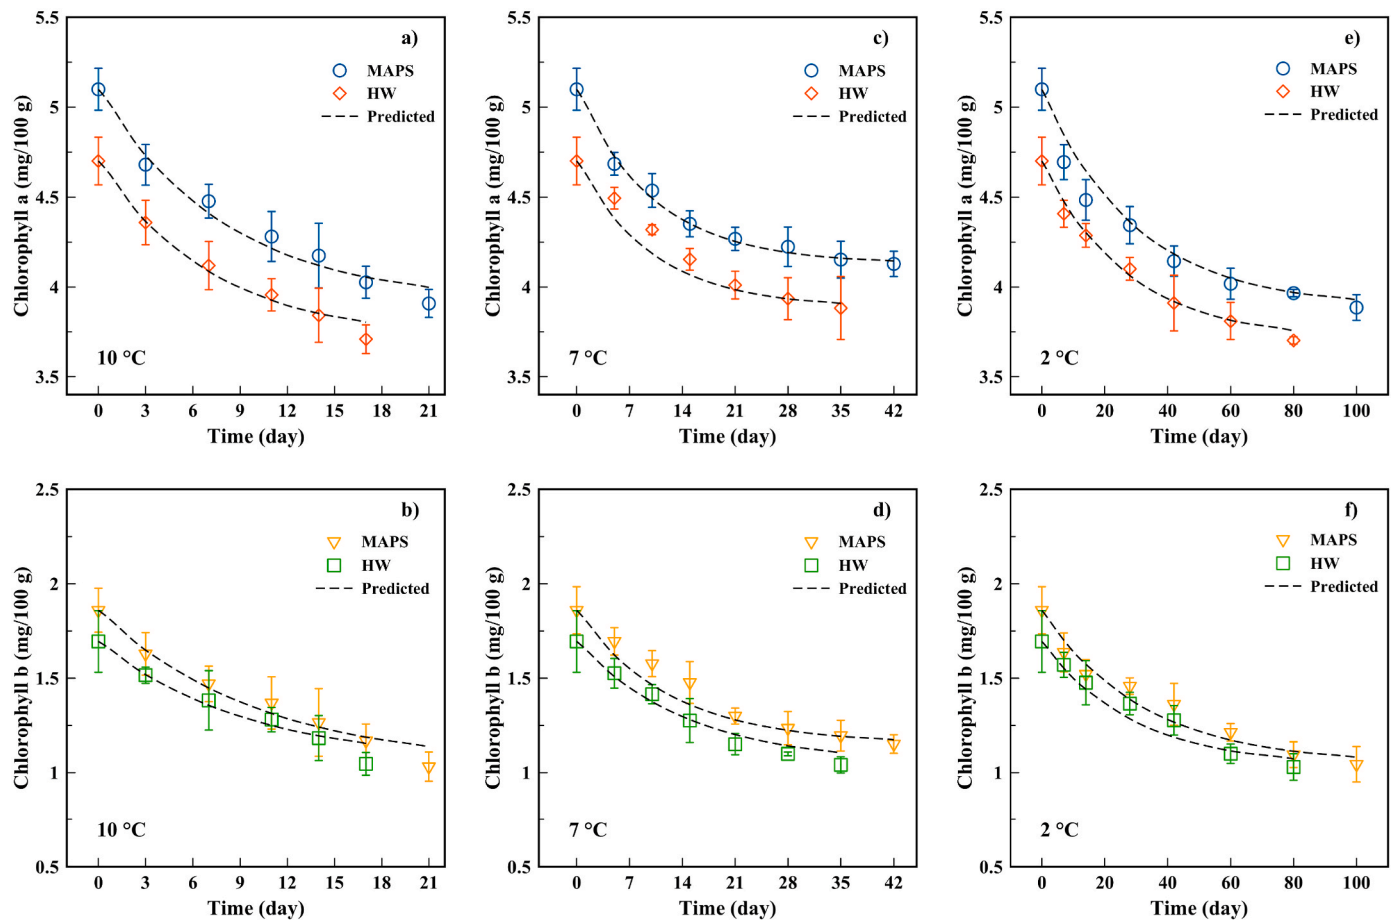 a)
5.5
5
4.5
4
3.5
Chlorophyll a (mg/100 g)
MAPS
HW
Predicted
10 °C
0 3 6 9 12 15 18 21
Time (day)
c)
5.5
5
4.5
4
3.5
Chlorophyll a (mg/100 g)
MAPS
HW
Predicted
7 °C
0 7 14 21 28 35 42
Time (day)
e)
5.5
5
4.5
4
3.5
Chlorophyll a (mg/100 g)
MAPS
HW
Predicted
2 °C
0 20 40 60 80 100
Time (day)
b)
2.5
2
1.5
1
0.5
Chlorophyll b (mg/100 g)
MAPS
HW
Predicted
10 °C
0 3 6 9 12 15 18 21
Time (day)
d)
2.5
2
1.5
1
0.5
Chlorophyll b (mg/100 g)
MAPS
HW
Predicted
7 °C
0 7 14 21 28 35 42
Time (day)
f)
2.5
2
1.5
1
0.5
Chlorophyll b (mg/100 g)
MAPS
HW
Predicted
2 °C
0 20 40 60 80 100
Time (day)